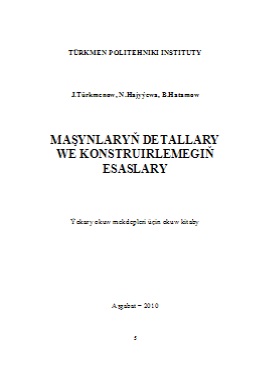 TÜRKMEN POLITEHNIKI INSTITUTY
J.Türkmenow, N.Hajyýewa, B.Hatamow
MAŞYNLARYŇ DETALLARY
WE KONSTRUIRLEMEGIŇ
ESASLARY
Ýokary okuw mekdepleri üçin okuw kitaby
Aşgabat – 2010
5